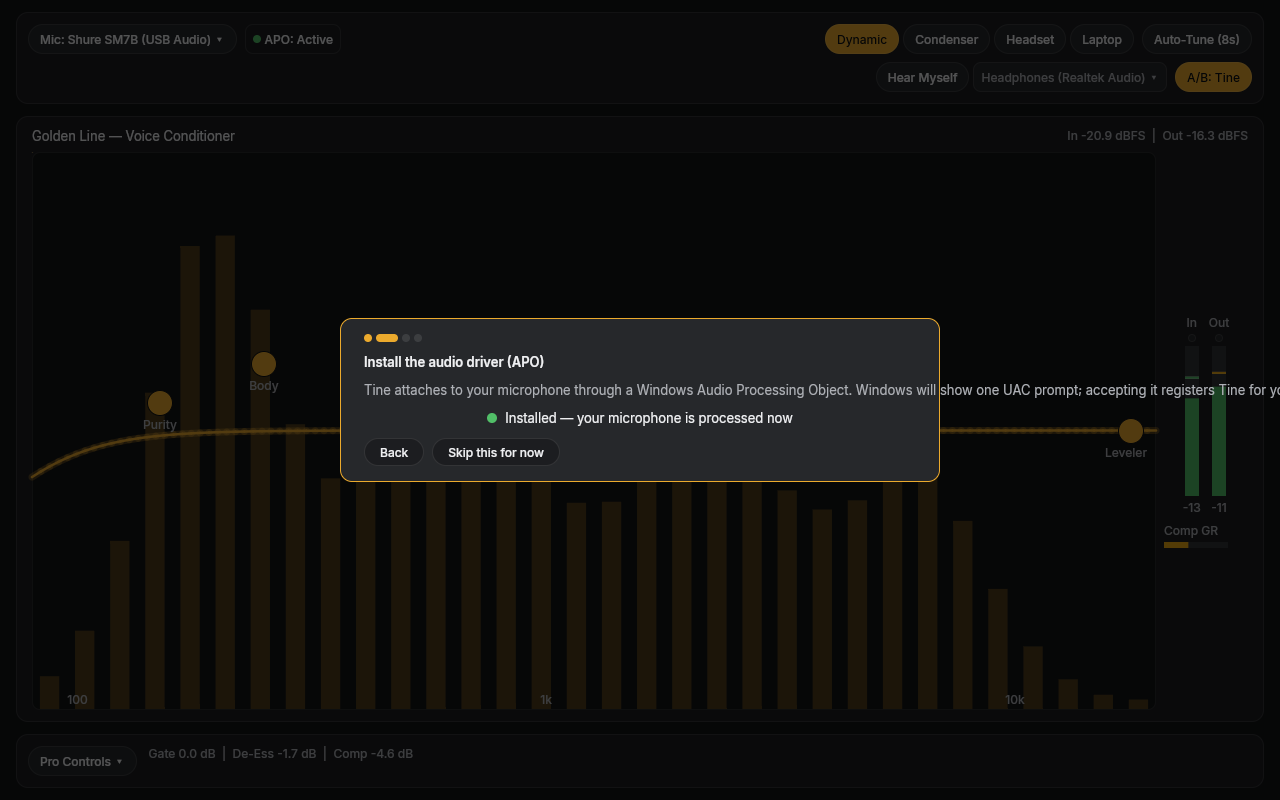 Mic: Shure SM7B (USB Audio) ▾
APO: Active
Dynamic
Condenser
Headset
Laptop
Auto-Tune (8s)
Hear Myself
Headphones (Realtek Audio) ▾
A/B: Tine
Golden Line — Voice Conditioner
In -20.9 dBFS | Out -16.3 dBFS
In Out
Install the audio driver (APO)
Body
Tine attaches to your microphone through a Windows Audio Processing Object. Windows will show one UAC prompt; accepting it registers Tine for
Installed — your microphone is processed now
Purity
Back
Skip this for now
Leveler
-13 -11
Comp GR
100
1k
10k
Pro Controls ▾
Gate 0.0 dB | De-Ess -1.7 dB | Comp -4.6 dB